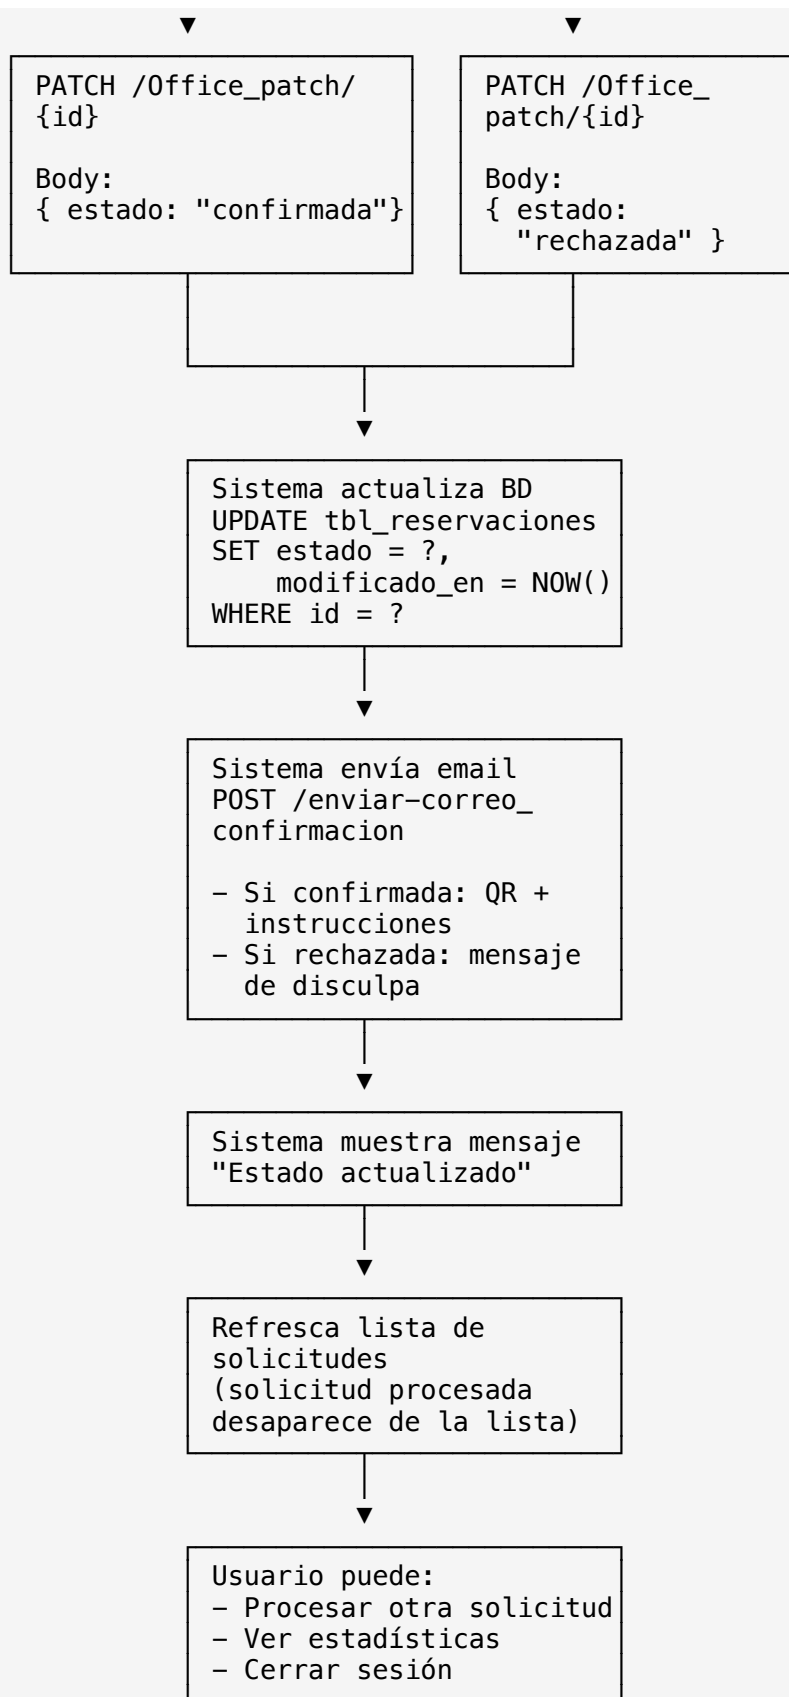 PATCH /Office_patch/
{id}
Body:
{ estado: "confirmada"}
PATCH /Office_
patch/{id}
Body:
{ estado:
"rechazada" }
Sistema actualiza BD
UPDATE tbl_reservaciones
SET estado = ?,
modificado_en = NOW()
WHERE id = ?
Sistema envía email
POST /enviar-correo_
confirmacion
- Si confirmada: QR +
instrucciones
- Si rechazada: mensaje
de disculpa
Sistema muestra mensaje
"Estado actualizado"
Refresca lista de
solicitudes
(solicitud procesada
desaparece de la lista)
Usuario puede:
- Procesar otra solicitud
- Ver estadísticas
- Cerrar sesión